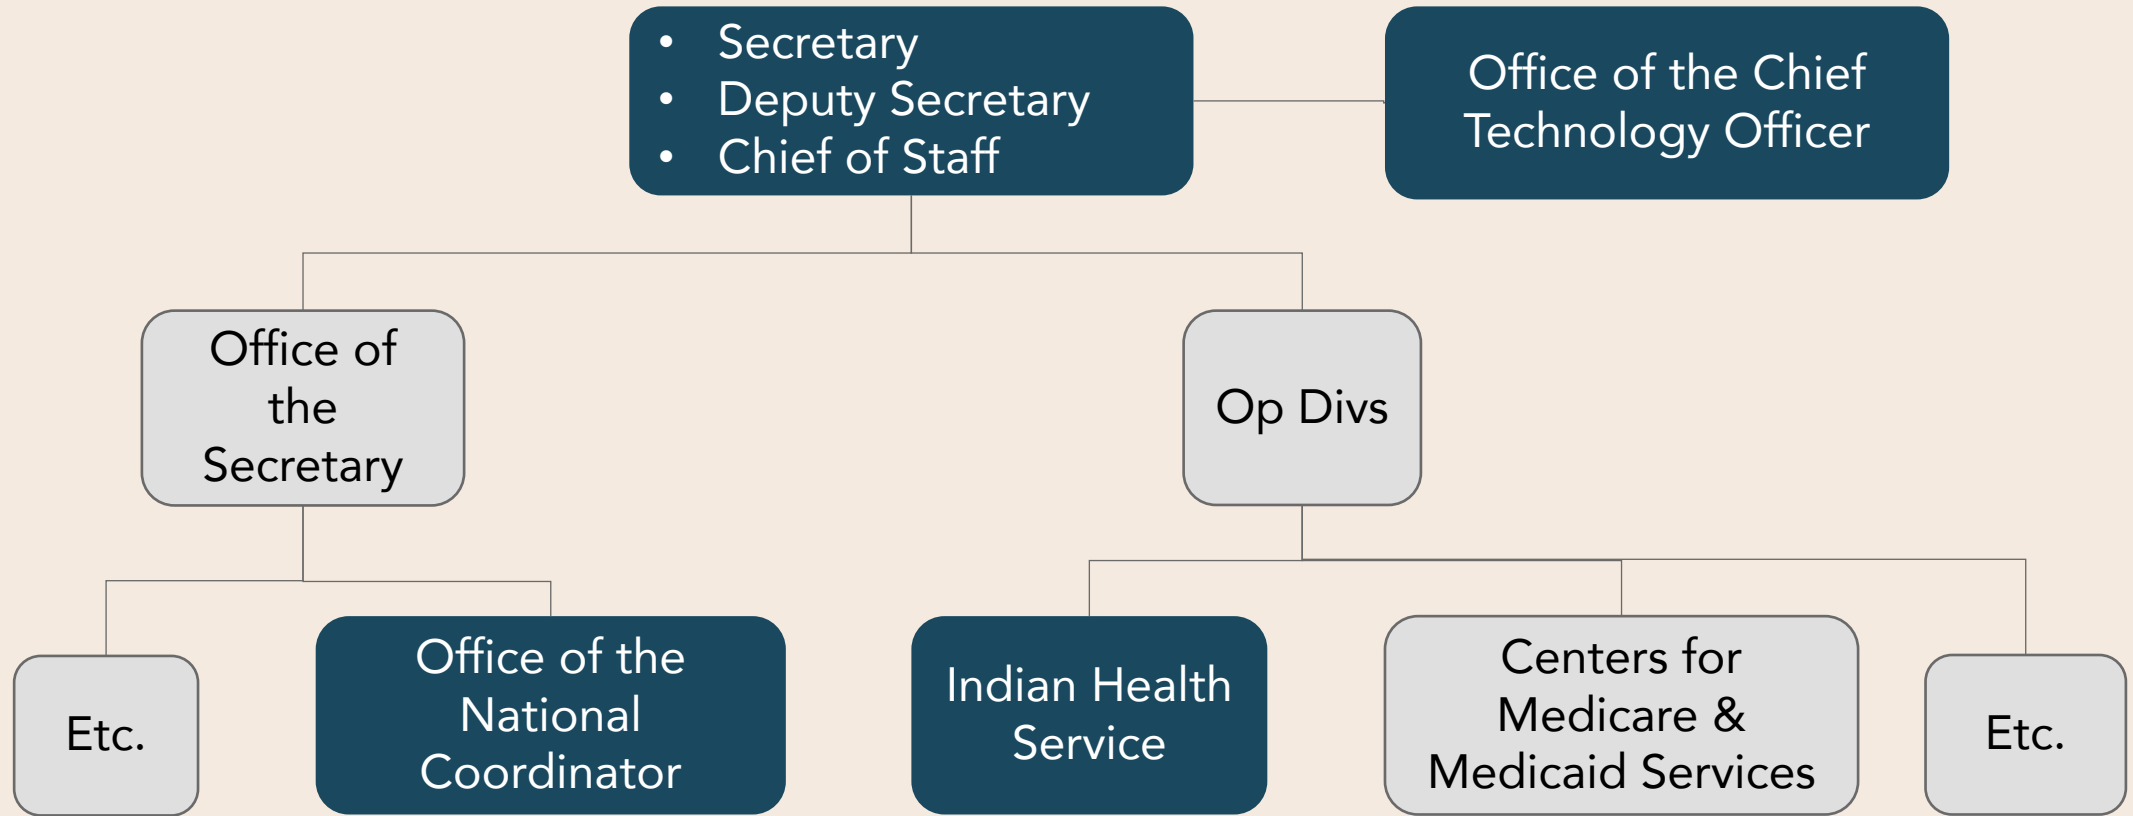 • Secretary
• Deputy Secretary
• Chief of Staff
Office of the Chief
Technology Officer
Office of
the
Secretary
Op Divs
Etc.
Office of the
National
Coordinator
Indian Health
Service
Centers for
Medicare &
Medicaid Services
Etc.